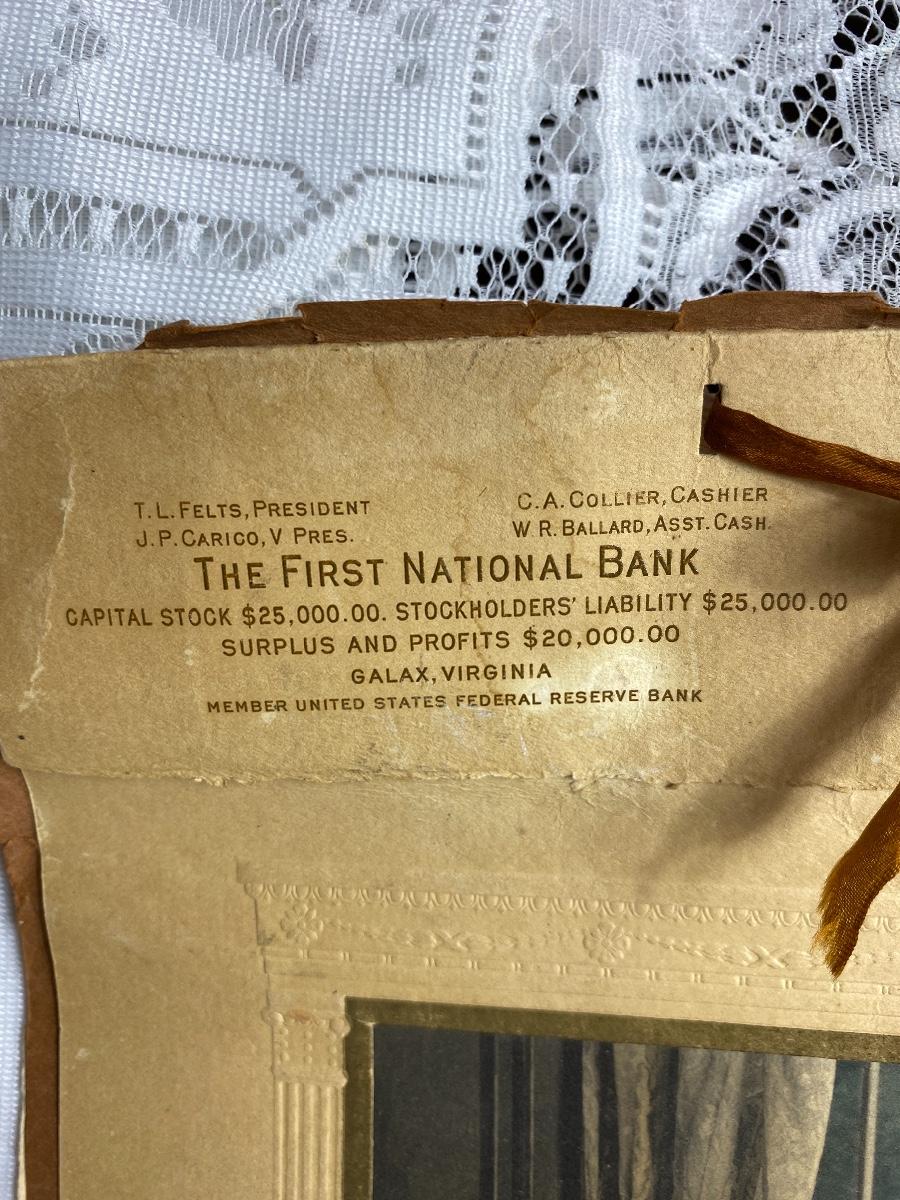 T.L. FELTS, PRESIDENT
C.A. COLLIER, CASHIER
J.P. CARICO, V PRES.
W R. BALLARD, ASST. CASH.
THE FIRST NATIONAL BANK
CAPITAL STOCK $25,000.00. STOCKHOLDERS' LIABILITY $25,000.00
SURPLUS AND PROFITS $20,000.00
GALAX, VIRGINIA
MEMBER UNITED STATES FEDERAL RESERVE BANK